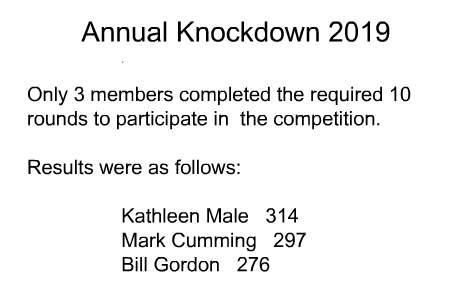 Annual Knockdown 2019
Only 3 members completed the required 10
rounds to participate in the competition.
Results were as follows:
Kathleen Male 314
Mark Cumming 297
Bill Gordon 276